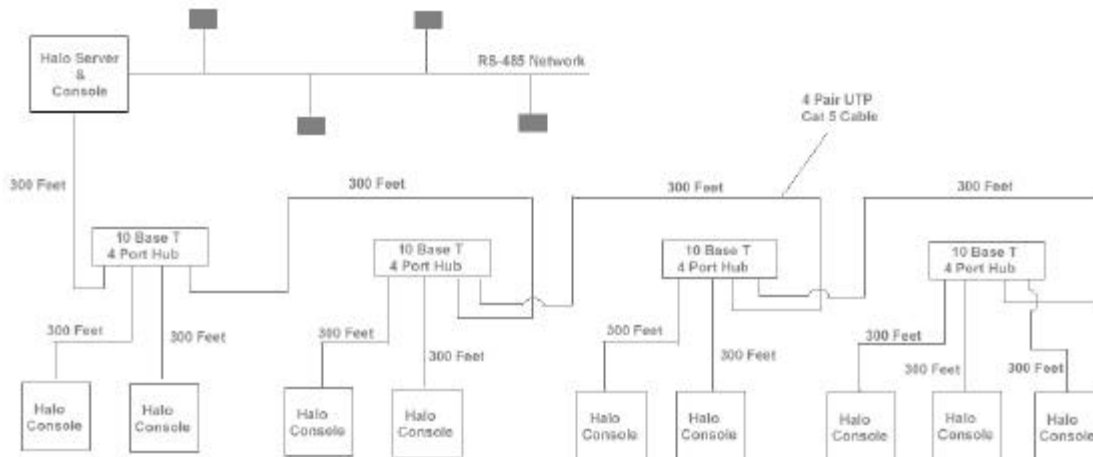 Halo Server
&
Console
RS-485 Network
4 Pair UTP
Cat 5 Cable
300 Feet
300 Feet
300 Feet
300 Feet
10 Base T
4 Port Hub
10 Base T
4 Port Hub
10 Base T
4 Port Hub
10 Base T
4 Port Hub
300 Feet
300 Feet
300 Feet
300 Feet
300 Feet
300 Feet
300 Feet
300 Feet
300 Feet
Halo
Console
Halo
Console
Halo
Console
Halo
Console
Halo
Console
Halo
Console
Halo
Console
Halo
Console
Halo
Console